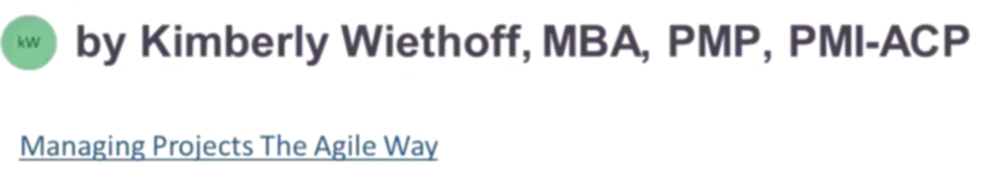 kW by Kimberly Wiethoff, MBA, PMP, PMI-ACP
Managing Projects The Agile Way